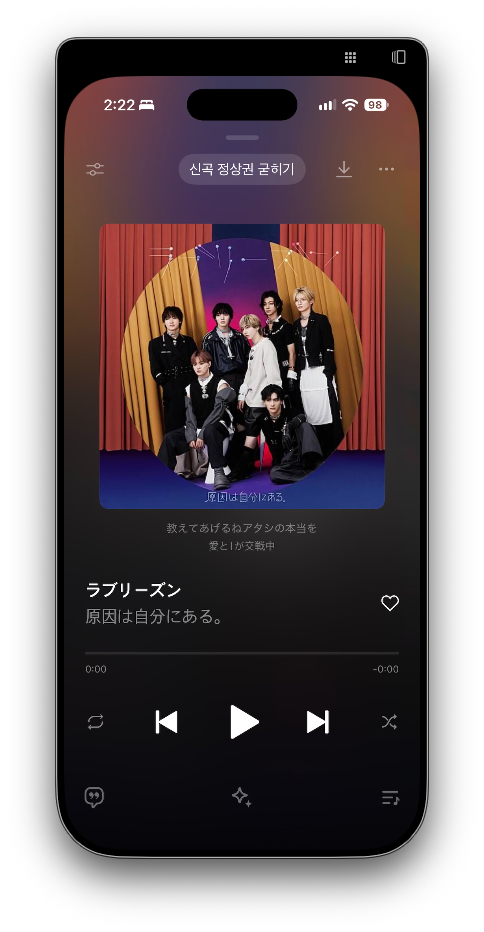 2:22
98
신곡 정상권 굳히기
原因は自分にある。
教えてあげるねアタシの本当を
愛とIが交戦中
ラブリーズン
原因は自分にある。
0:00
-0:00